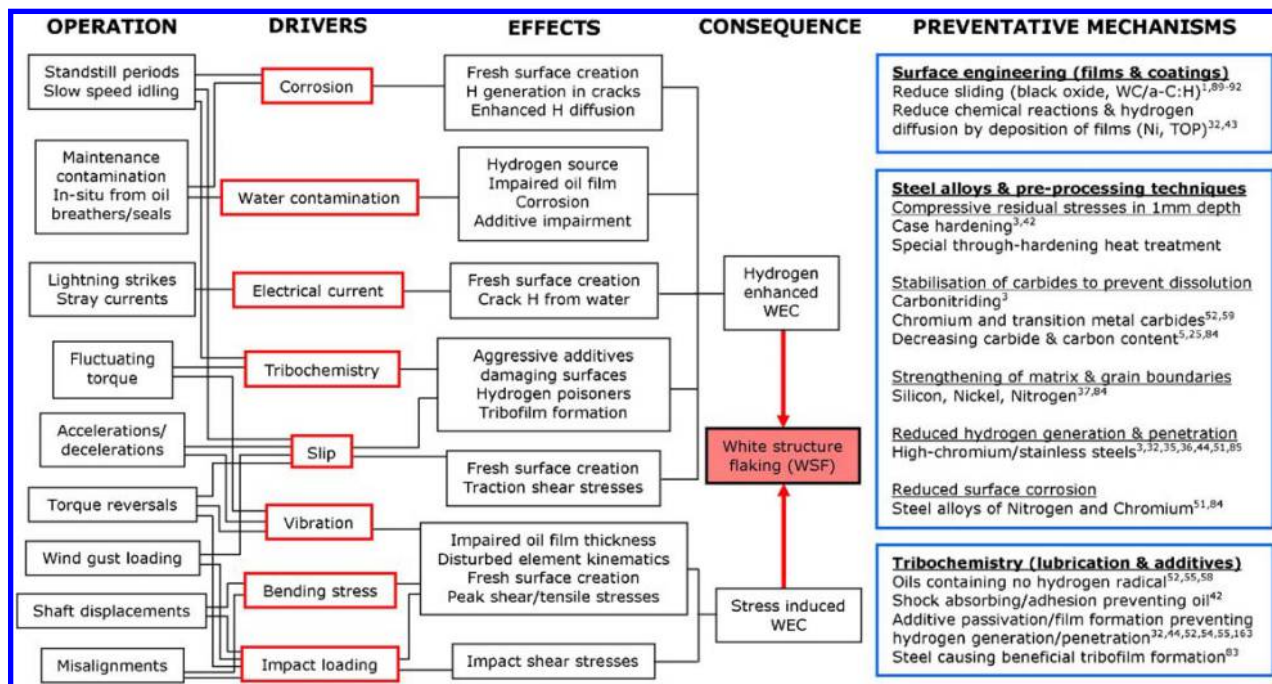 OPERATION
DRIVERS
EFFECTS
CONSEQUENCE
PREVENTATIVE MECHANISMS
Standstill periods
Slow speed idling
Maintenance
contamination
In-situ from oil
breathers/seals
Lightning strikes
Stray currents
Fluctuating
torque
Accelerations/
decelerations
Torque reversals
Wind gust loading
Shaft displacements
Misalignments
Corrosion
Water contamination
Electrical current
Tribochemistry
Slip
Vibration
Bending stress
Impact loading
Fresh surface creation
H generation in cracks
Enhanced H diffusion
Hydrogen source
Impaired oil film
Corrosion
Additive impairment
Fresh surface creation
Crack H from water
Aggressive additives
damaging surfaces
Hydrogen poisoners
Tribofilm formation
Fresh surface creation
Traction shear stresses
Impaired oil film thickness
Disturbed element kinematics
Fresh surface creation
Peak shear/tensile stresses
Impact shear stresses
Hydrogen
enhanced
WEC
White structure
flaking (WSF)
Stress induced
WEC
Surface engineering (films & coatings)
Reduce sliding (black oxide, WC/a-C:H)1,89-92
Reduce chemical reactions & hydrogen
diffusion by deposition of films (Ni, TOP)32,43
Steel alloys & pre-processing techniques
Compressive residual stresses in 1mm depth
Case hardening3,42
Special through-hardening heat treatment
Stabilisation of carbides to prevent dissolution
Carbonitriding3
Chromium and transition metal carbides52,59
Decreasing carbide & carbon content5,25,84
Strengthening of matrix & grain boundaries
Silicon, Nickel, Nitrogen37,84
Reduced hydrogen generation & penetration
High-chromium/stainless steels3,32,35,36,44,51,85
Reduced surface corrosion
Steel alloys of Nitrogen and Chromium51,84
Tribochemistry (lubrication & additives)
Oils containing no hydrogen radical52,55,58
Shock absorbing/adhesion preventing oil42
Additive passivation/film formation preventing
hydrogen generation/penetration32,44,52,54,55,163
Steel causing beneficial tribofilm formation83